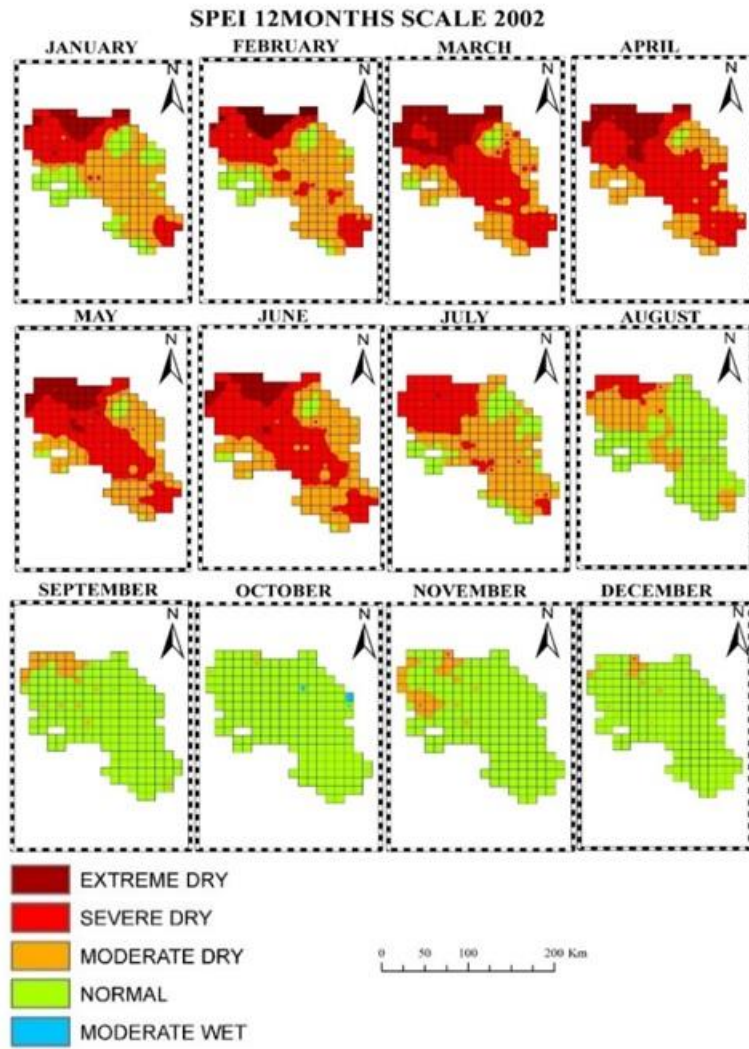 SPEI 12MONTHS SCALE 2002
JANUARY FEBRUARY MARCH APRIL
N N N N
MAY JUNE JULY AUGUST
N N N N
SEPTEMBER OCTOBER NOVEMBER DECEMBER
N N N N
EXTREME DRY
SEVERE DRY
MODERATE DRY
NORMAL
MODERATE WET
0 50 100 200 Km